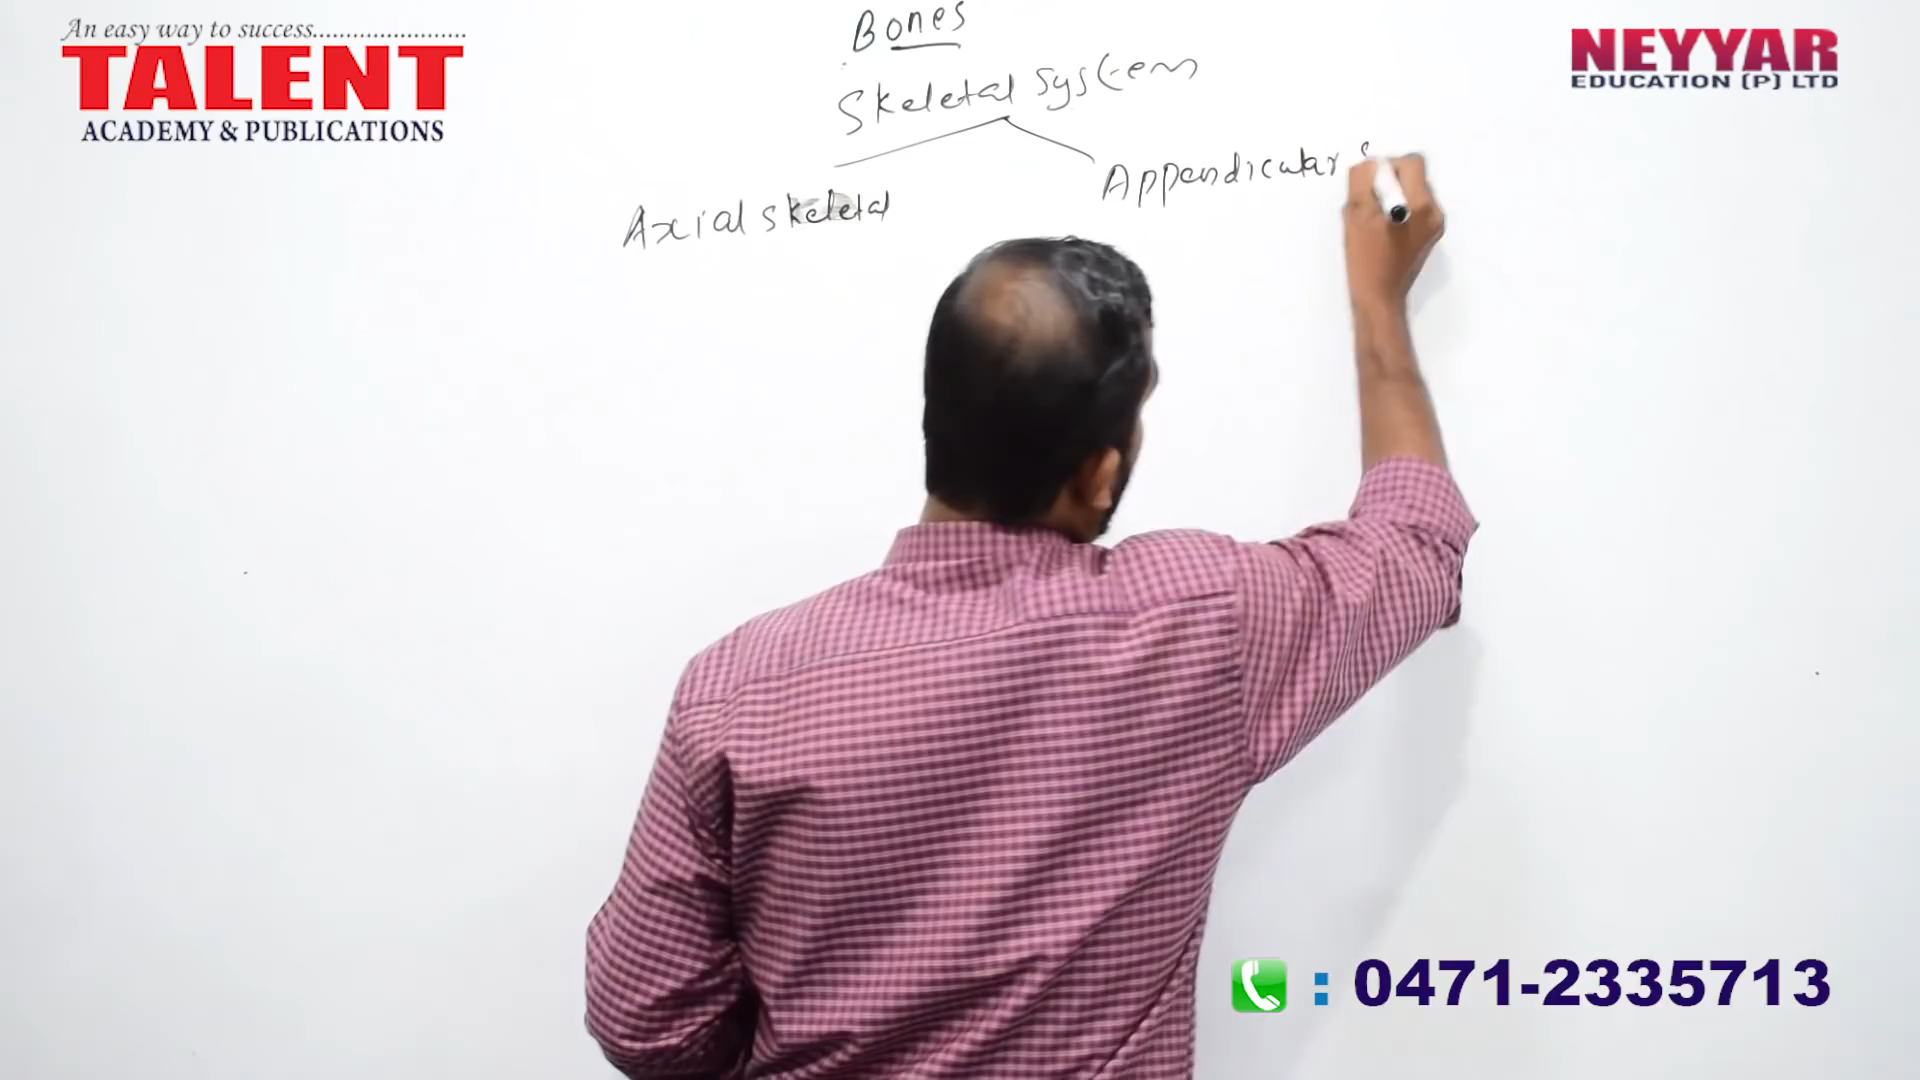 An easy way to success.......................
TALENT
ACADEMY & PUBLICATIONS
NEYYAR
EDUCATION (P) LTD
Bones
Skeletal system
Axial skeletal
Appendicular s
: 0471-2335713